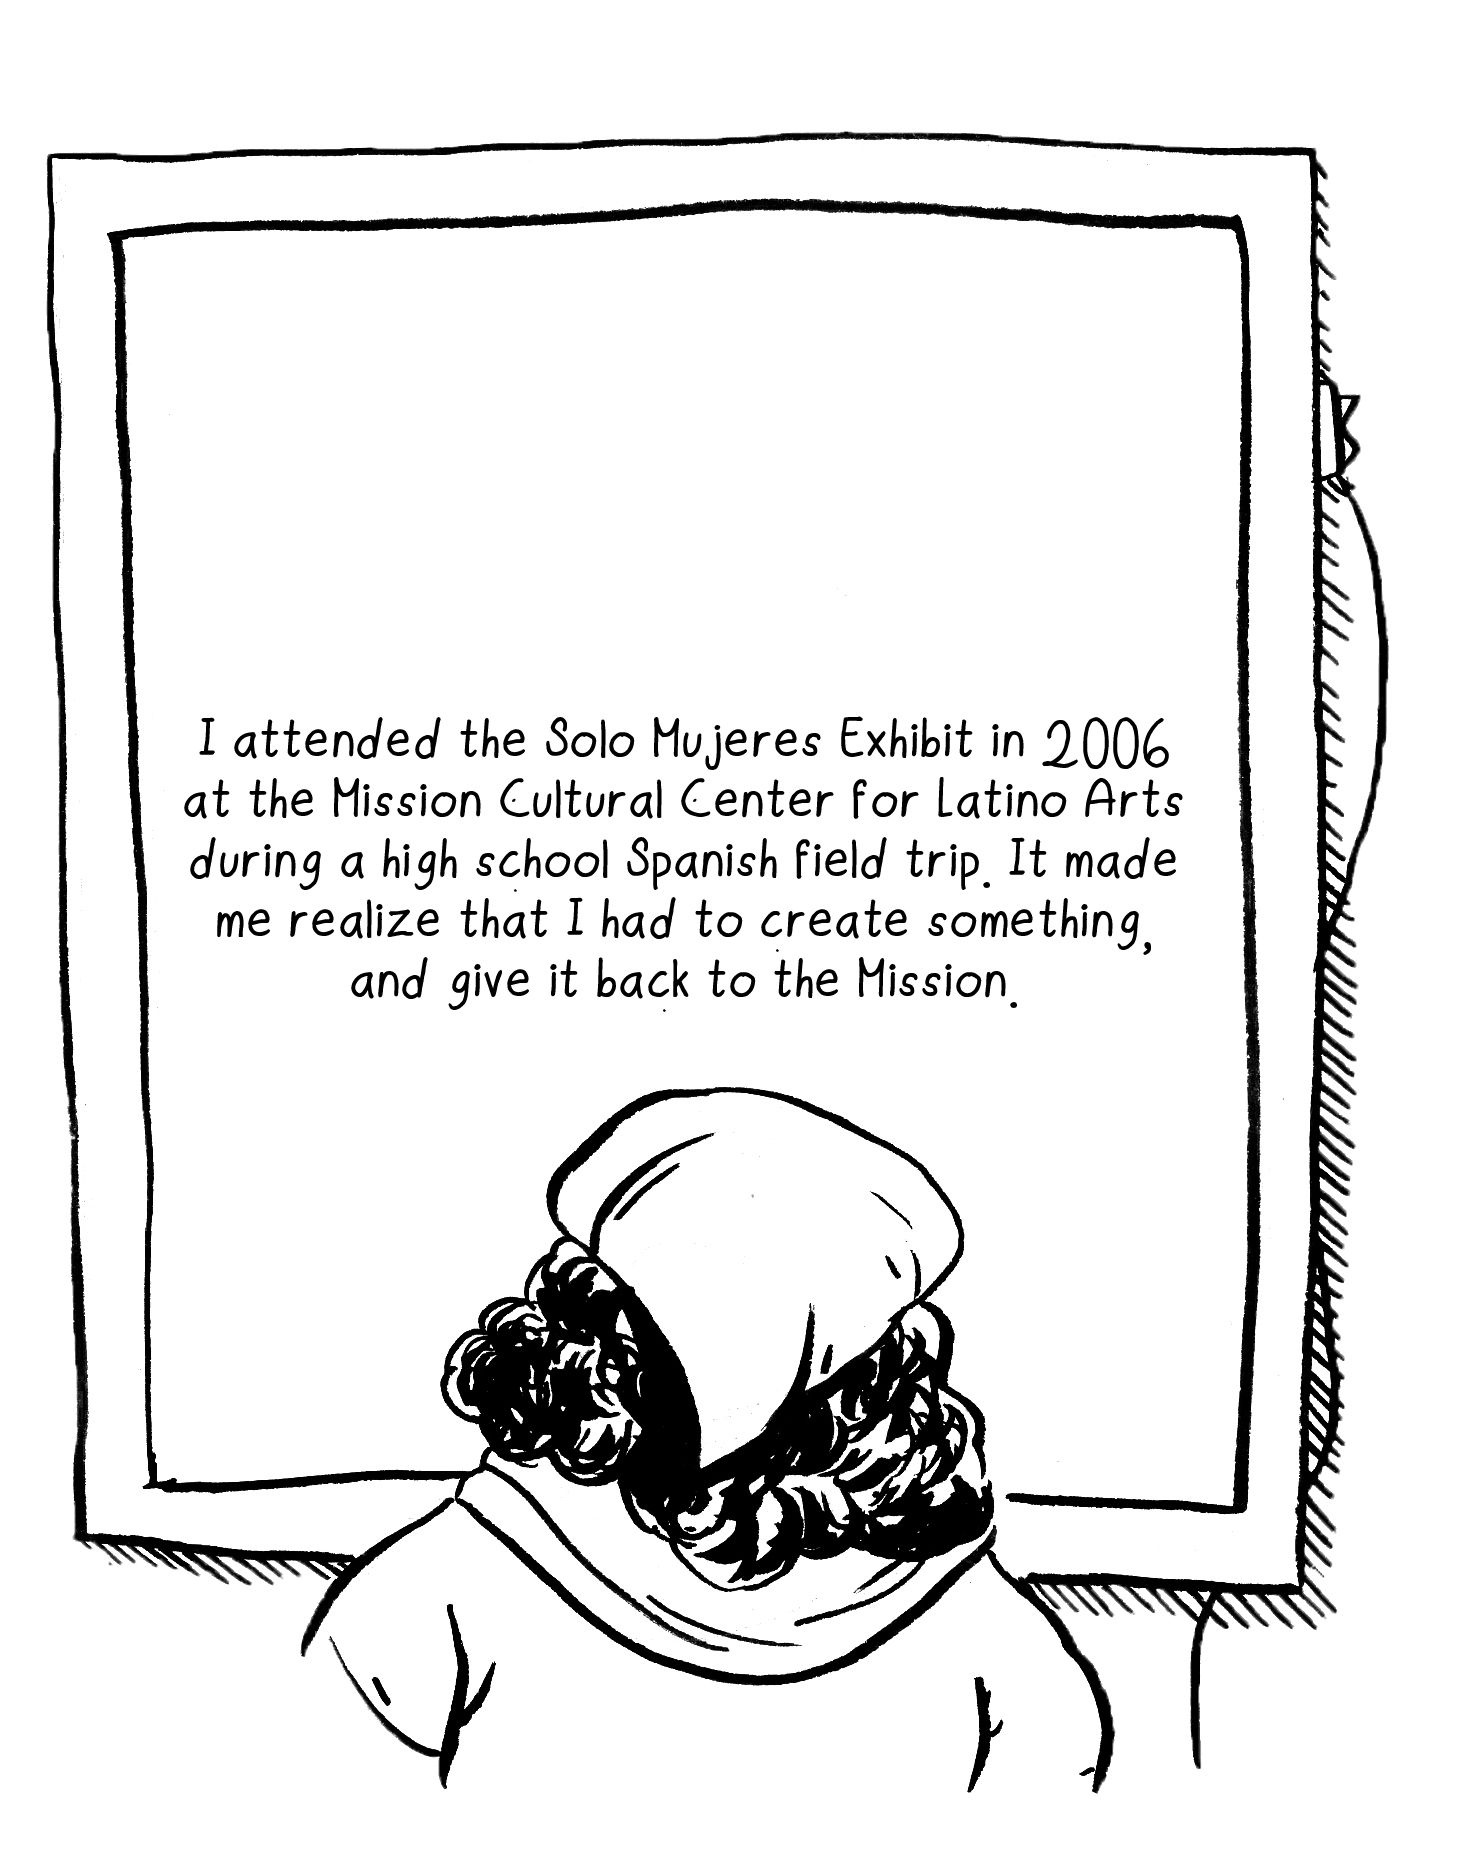 I attended the Solo Mujeres Exhibit in 2006
at the Mission Cultural Center for Latino Arts
during a high school Spanish field trip. It made
me realize that I had to create something,
and give it back to the Mission.